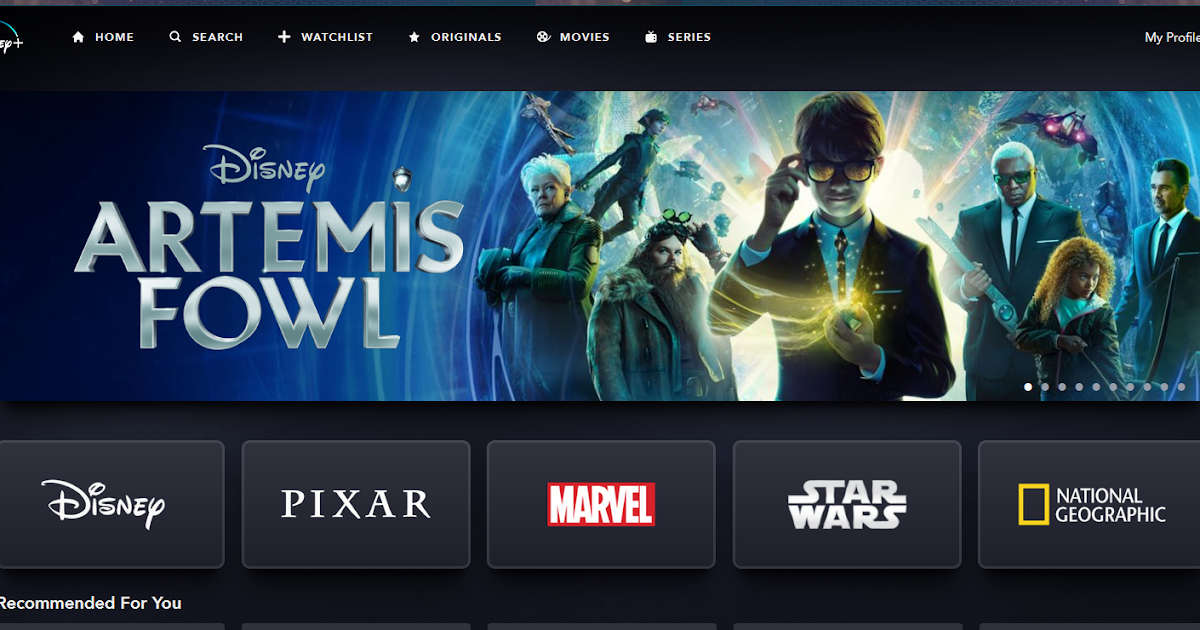 HOME SEARCH WATCHLIST ORIGINALS MOVIES SERIES My Profile
DISNEY
ARTEMIS
FOWL
DISNEY PIXAR MARVEL STAR WARS NATIONAL GEOGRAPHIC
Recommended For You